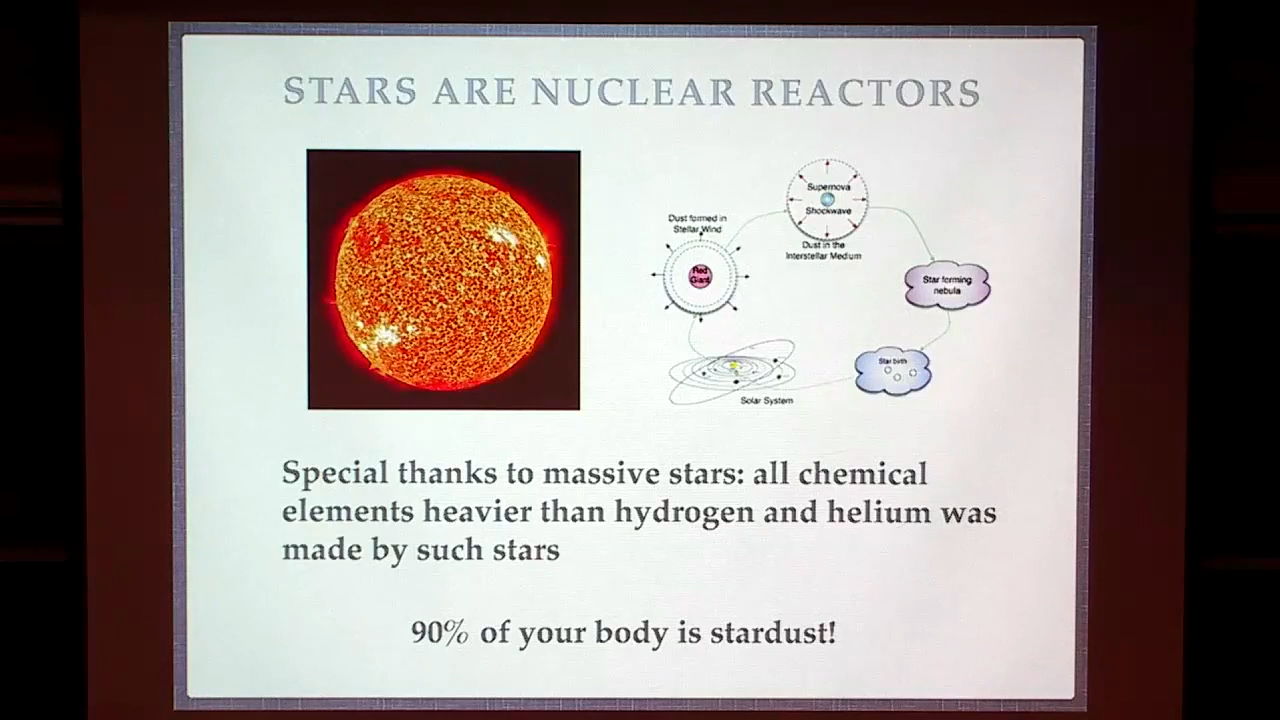 STARS ARE NUCLEAR REACTORS
Supernova
Shockwave
Dust in the
Interstellar Medium
Dust formed in
Stellar Wind
Red
Giant
Star forming
nebula
Star birth
Solar System
Special thanks to massive stars: all chemical
elements heavier than hydrogen and helium was
made by such stars
90% of your body is stardust!